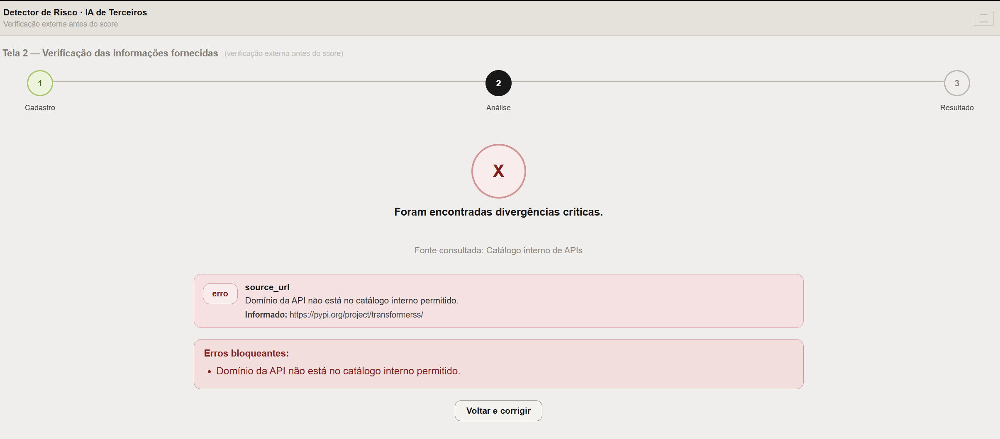 Detector de Risco · IA de Terceiros
Verificação externa antes do score
Tela 2 — Verificação das informações fornecidas (verificação externa antes do score)
1
2
3
Cadastro
Análise
Resultado
X
Foram encontradas divergências críticas.
Fonte consultada: Catálogo interno de APIs
erro
source_url
Domínio da API não está no catálogo interno permitido.
Informado: https://pypi.org/project/transformerss/
Erros bloqueantes:
• Domínio da API não está no catálogo interno permitido.
Voltar e corrigir